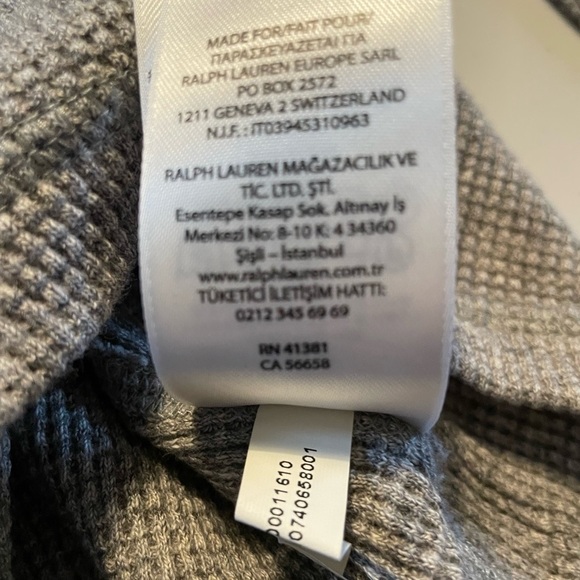 MADE FOR/FAIT POUR/
ΠΑΡΑΣΚΕΥΑΖΕΤΑΙ ΓΙΑ
RALPH LAUREN EUROPE SARL
PO BOX 2572
1211 GENEVA 2 SWITZERLAND
N.I.F. : IT03945310963
RALPH LAUREN MAĞAZACILIK VE
TİC. LTD. ŞTİ.
Esentepe Kasap Sok. Altınay İş
Merkezi No: 8-10 K: 4 34360
Şişli – İstanbul
www.ralphlauren.com.tr
TÜKETİCİ İLETİŞİM HATTI:
0212 345 69 69
RN 41381
CA 56658
00011610
0740658001